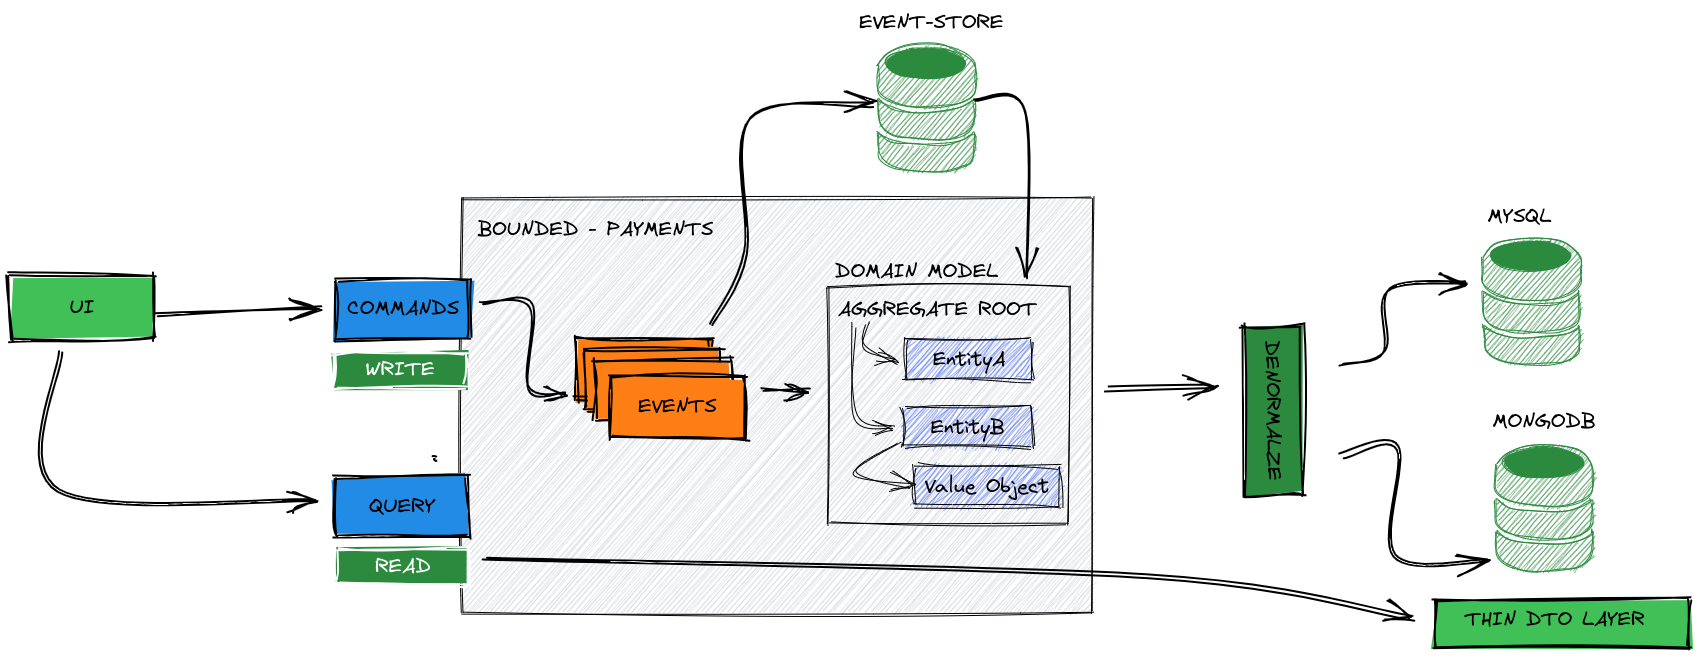 EVENT-STORE
BOUNDED - PAYMENTS
UI
COMMANDS
WRITE
EVENTS
DOMAIN MODEL
AGGREGATE ROOT
EntityA
EntityB
Value Object
QUERY
READ
DENORMALZE
MYSQL
MONGODB
THIN DTO LAYER